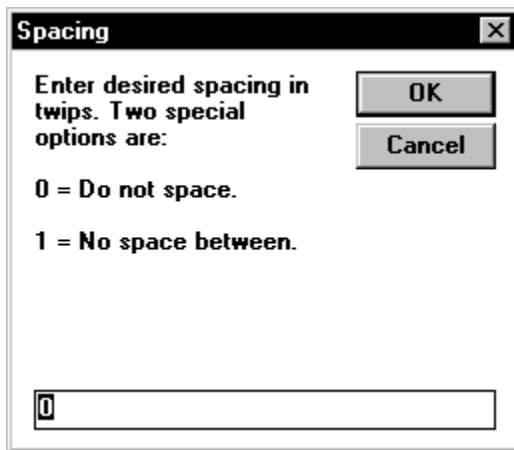 Spacing
Enter desired spacing in
twips. Two special
options are:
0 = Do not space.
1 = No space between.
OK
Cancel
0